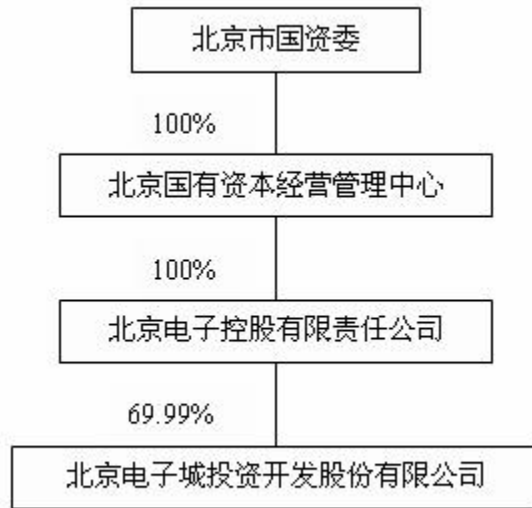 北京市国资委
100%
北京国有资本经营管理中心
100%
北京电子控股有限责任公司
69.99%
北京电子城投资开发股份有限公司